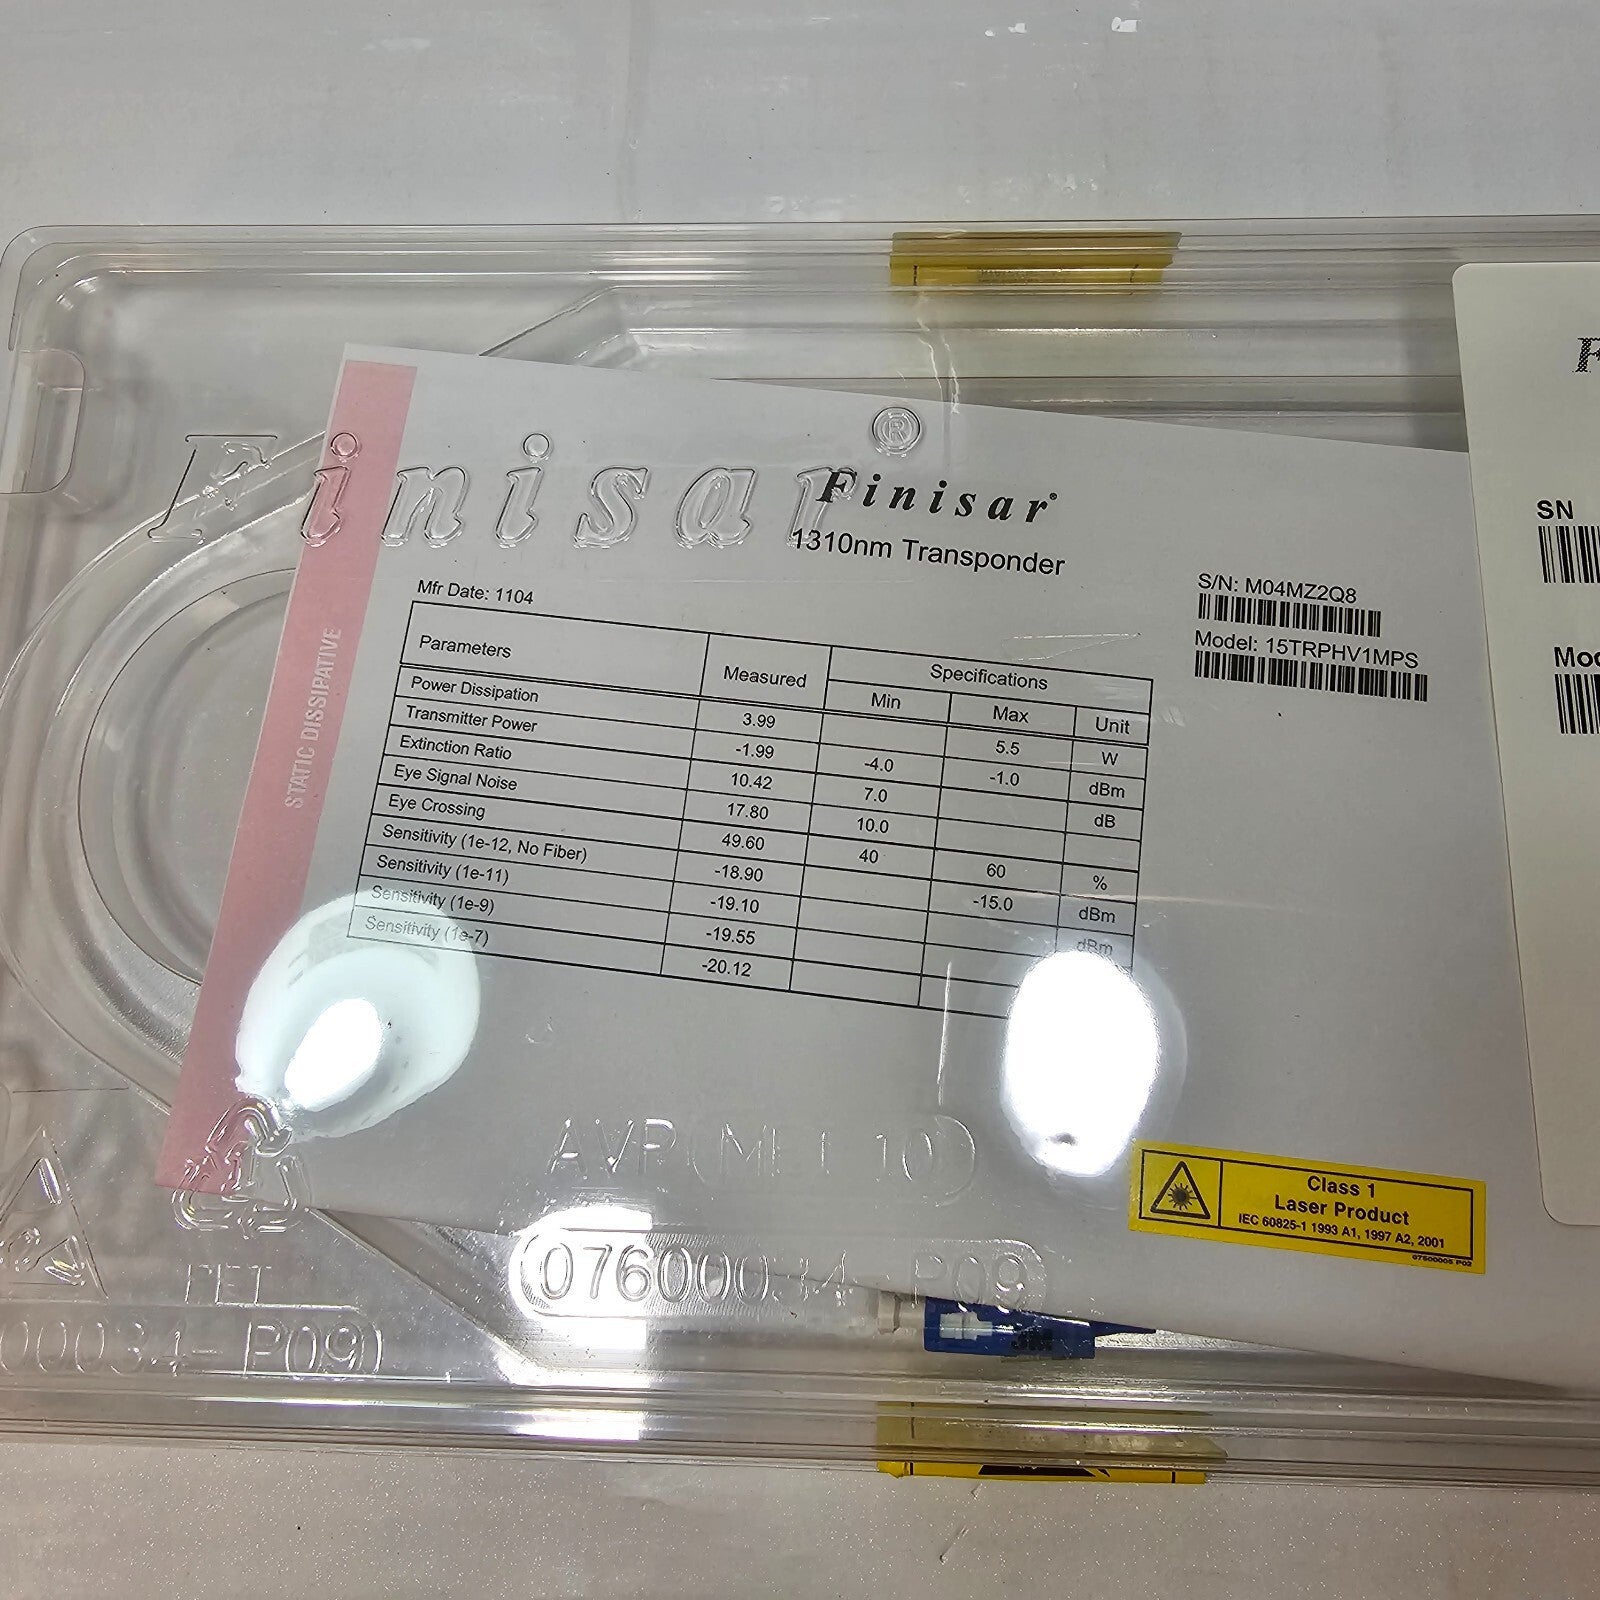 Finisar®
Finisar®
1310nm Transponder
Mfr Date: 1104
S/N: M04MZ2Q8
Model: 15TRPHV1MPS
SN
STATIC DISSIPATIVE
Parameters Measured Specifications
Min Max Unit
Power Dissipation 3.99 5.5 W
Transmitter Power -1.99 -4.0 -1.0 dBm
Extinction Ratio 10.42 7.0 dB
Eye Signal Noise 17.80 10.0
Eye Crossing 49.60 40 60 %
Sensitivity (1e-12, No Fiber) -18.90 -15.0 dBm
Sensitivity (1e-11) -19.10 dBm
Sensitivity (1e-9) -19.55
Sensitivity (1e-7) -20.12
Class 1
Laser Product
IEC 60825-1 1993 A1, 1997 A2, 2001
07500005 P02
07600034-P09
PET
00034-P09
3M